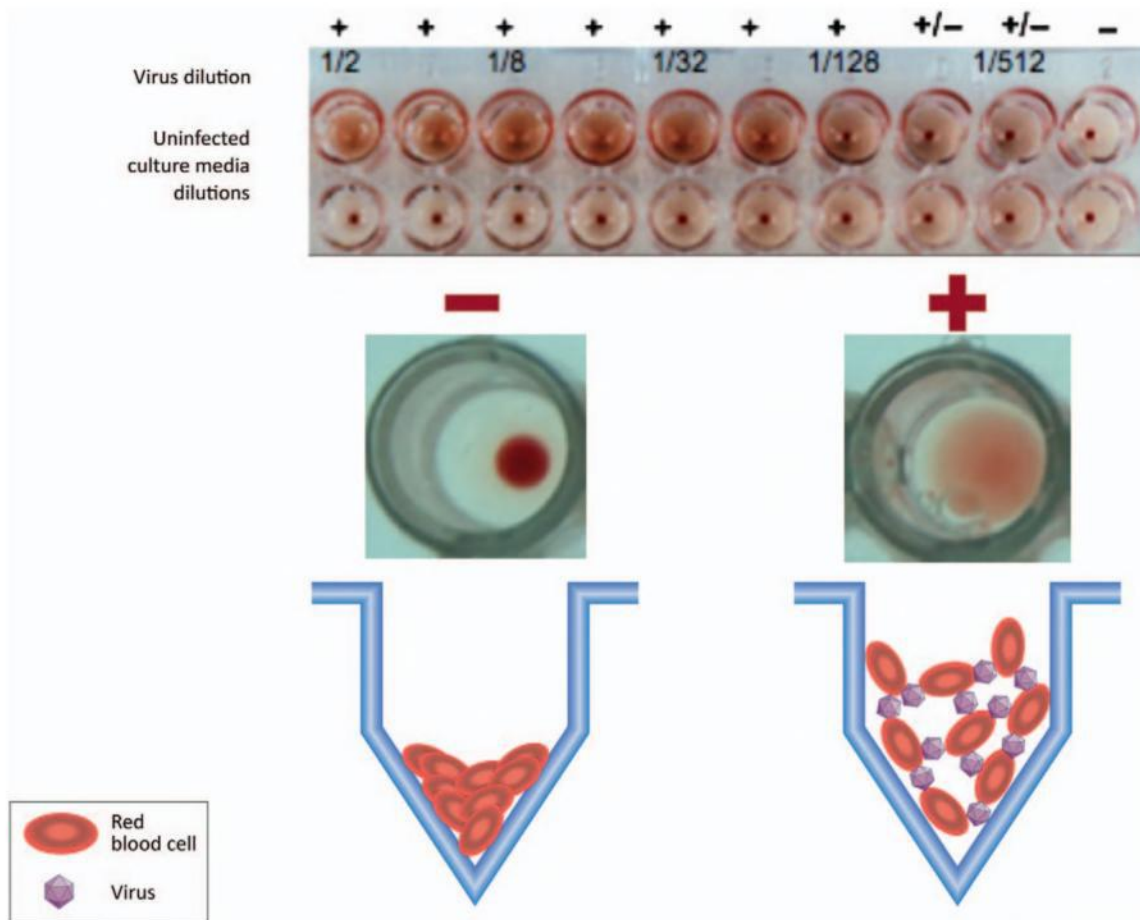 + + + + + + + +/– +/– –
Virus dilution
1/2 1/8 1/32 1/128 1/512
Uninfected
culture media
dilutions
– +
Red
blood cell
Virus